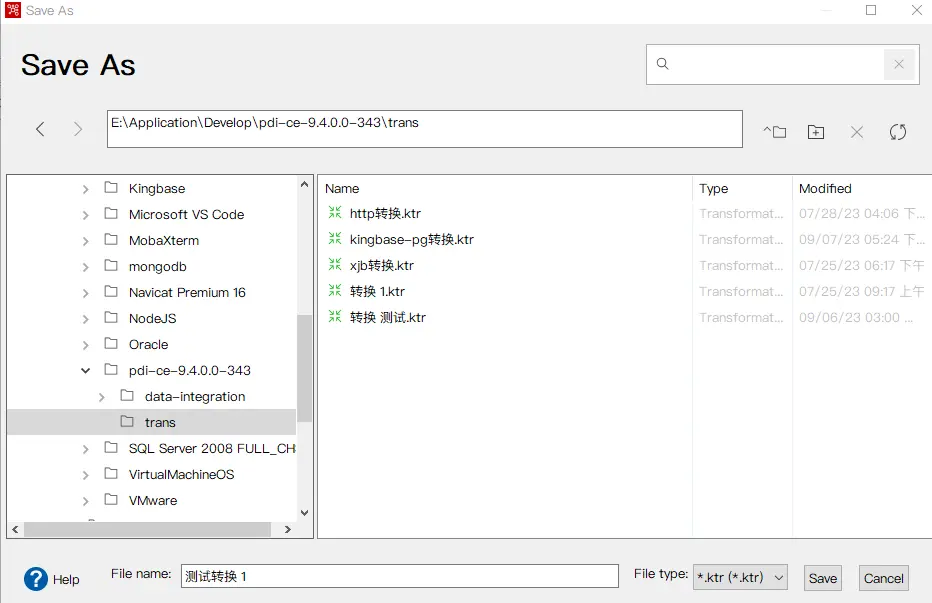 Save As
Save As
E:\Application\Develop\pdi-ce-9.4.0.0-343\trans
Kingbase
Microsoft VS Code
MobaXterm
mongodb
Navicat Premium 16
NodeJS
Oracle
pdi-ce-9.4.0.0-343
data-integration
trans
SQL Server 2008 FULL_CH
VirtualMachineOS
VMware
Name Type Modified
http转换.ktr Transformat... 07/28/23 04:06 下...
kingbase-pg转换.ktr Transformat... 09/07/23 05:24 下...
xjb转换.ktr Transformat... 07/25/23 06:17 下午
转换 1.ktr Transformat... 07/25/23 09:17 上午
转换 测试.ktr Transformat... 09/06/23 03:00 ...
Help File name: 测试转换 1 File type: *.ktr (*.ktr) Save Cancel